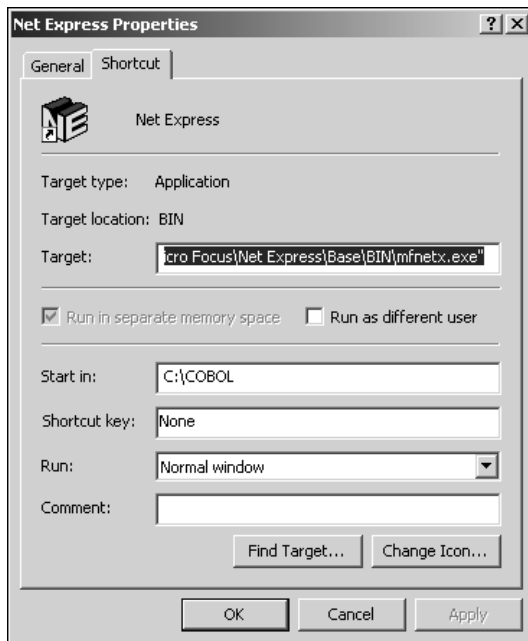 Net Express Properties
General Shortcut
NE
Net Express
Target type: Application
Target location: BIN
Target: icro Focus\Net Express\Base\BIN\mfnetx.exe"
Run in separate memory space Run as different user
Start in: C:\COBOL
Shortcut key: None
Run: Normal window
Comment:
Find Target... Change Icon...
OK Cancel Apply